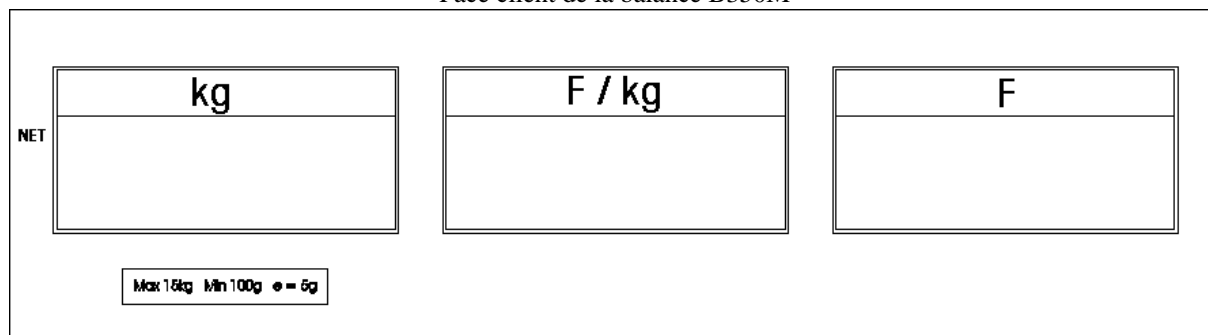 Face client de la balance B350M
kg
F / kg
F
NET
Max 15kg Min 100g e = 5g